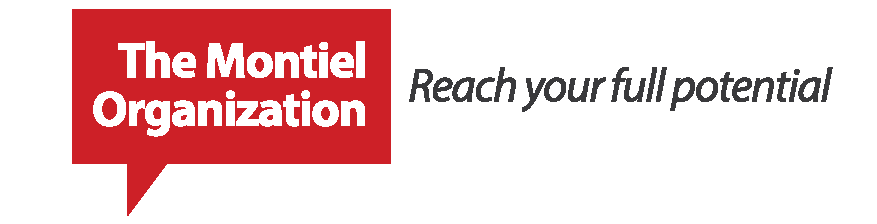 The Montiel
Organization
Reach your full potential